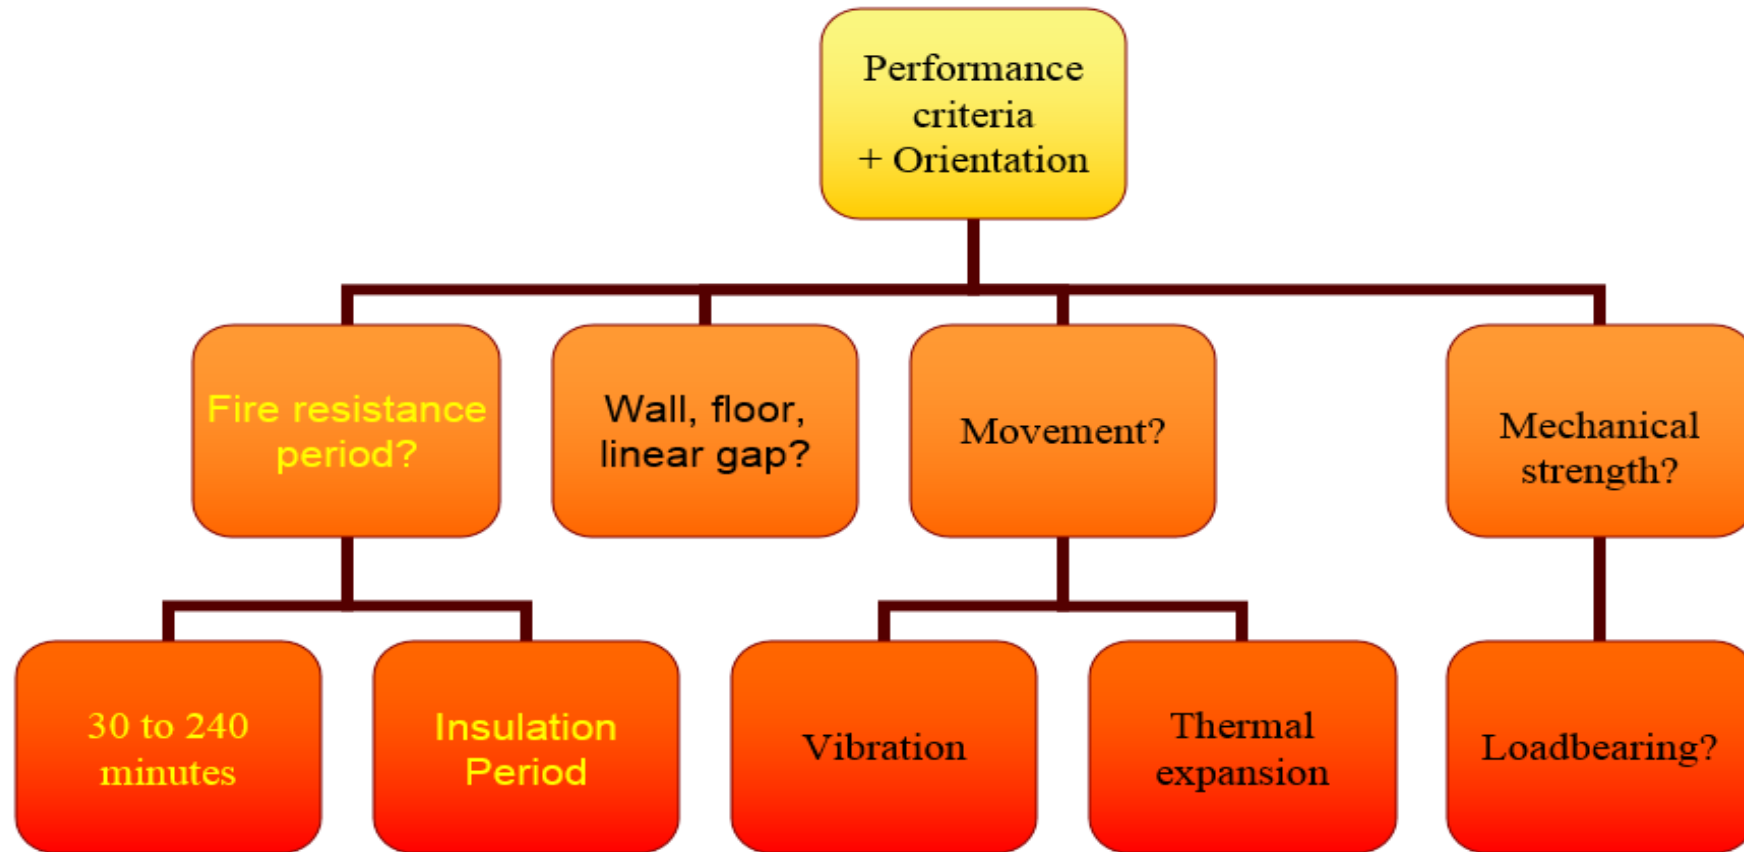 Performance
criteria
+ Orientation
Fire resistance
period?
Wall, floor,
linear gap?
Movement?
Mechanical
strength?
30 to 240
minutes
Insulation
Period
Vibration
Thermal
expansion
Loadbearing?